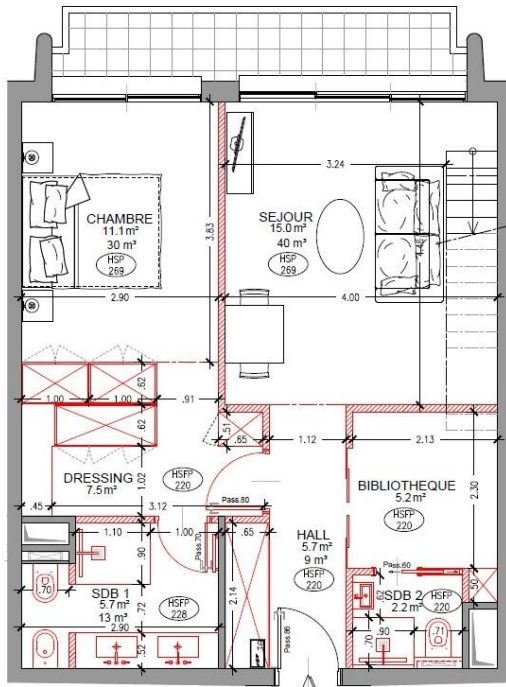 3.24
CHAMBRE
11.1m²
30 m³
HSP
269
3.83
SEJOUR
15.0m²
40 m³
HSP
269
4.45
2.90
4.00
.62
1.00
1.00
.91
.62
.51
.65
1.12
2.13
DRESSING
7.5m²
1.02
HSFP
220
BIBLIOTHEQUE
5.2m²
HSFP
220
2.30
.45
3.12
Pass.80
1.10
1.00
.65
HALL
5.7m²
9 m³
HSFP
220
.90
Pass.70
Pass.60
.50
.70
SDB 1
5.7m²
13 m³
2.90
.72
HSFP
228
2.14
.62
SDB 2
2.2m²
HSFP
220
.52
Pass.86
.70
.90
.71